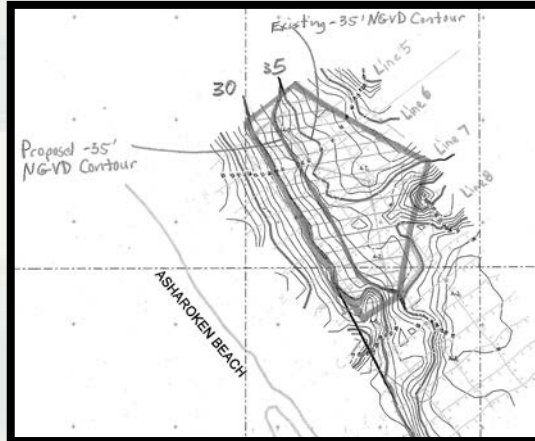 Existing -35' NGVD Contour
35
30
Line 5
Line 6
Line 7
Line 8
Proposed -35'
NGVD Contour
ASHAROKEN BEACH